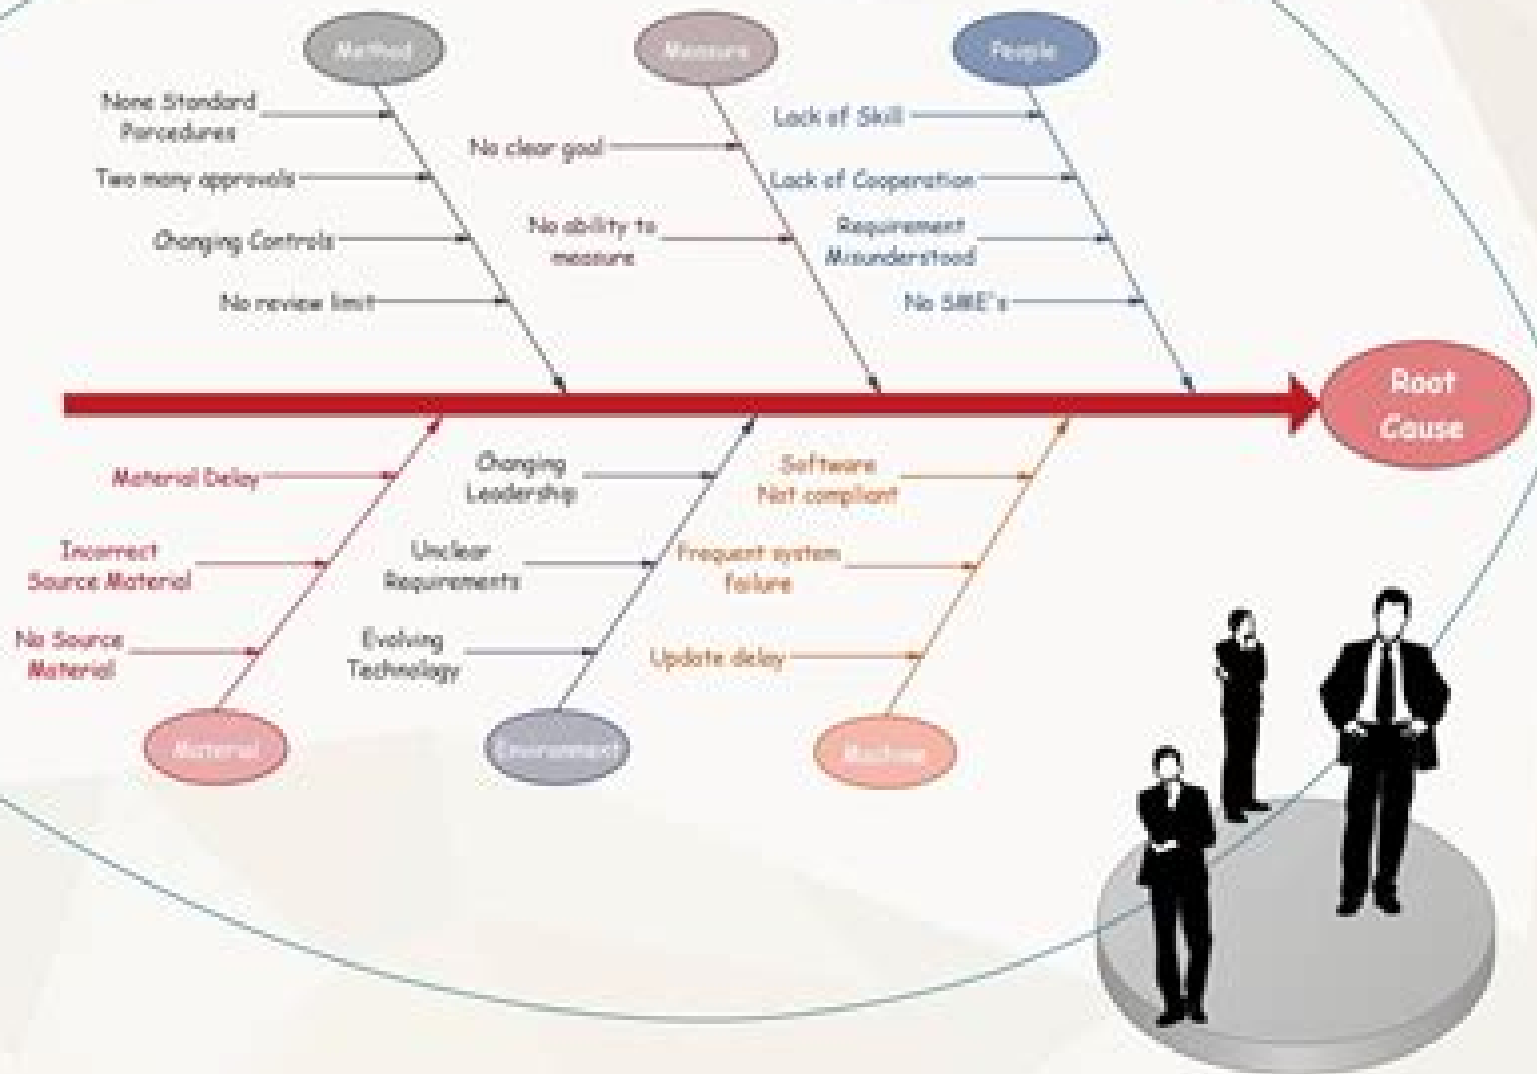 Method
Measure
People
None Standard
Porcedures
Two many approvals
Changing Controls
No review limit
No clear goal
No ability to
measure
Lack of Skill
Lack of Cooperation
Requirement
Misunderstood
No SME's
Root
Cause
Material Delay
Incorrect
Source Material
No Source
Material
Changing
Leadership
Unclear
Requirements
Evolving
Technology
Software
Not compliant
Frequent system
failure
Update delay
Material
Environment
Machine